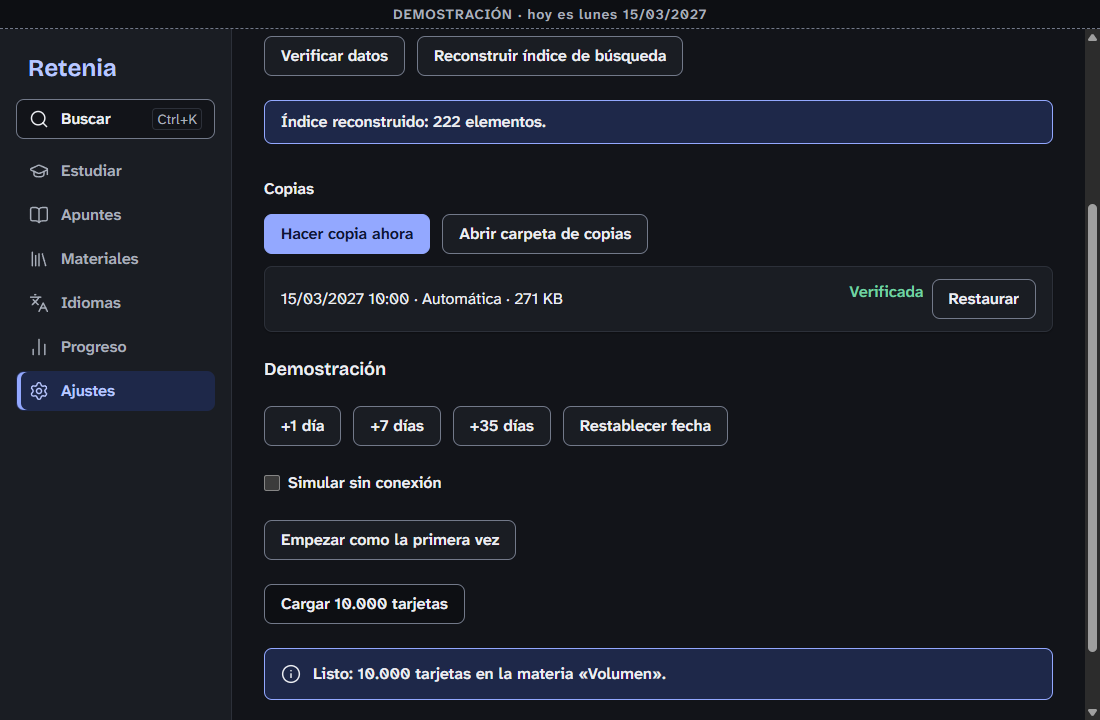 DEMOSTRACIÓN · hoy es lunes 15/03/2027
Retenia
Buscar Ctrl+K
Estudiar
Apuntes
Materiales
Idiomas
Progreso
Ajustes
Verificar datos
Reconstruir índice de búsqueda
Índice reconstruido: 222 elementos.
Copias
Hacer copia ahora
Abrir carpeta de copias
15/03/2027 10:00 · Automática · 271 KB
Verificada
Restaurar
Demostración
+1 día
+7 días
+35 días
Restablecer fecha
Simular sin conexión
Empezar como la primera vez
Cargar 10.000 tarjetas
Listo: 10.000 tarjetas en la materia «Volumen».